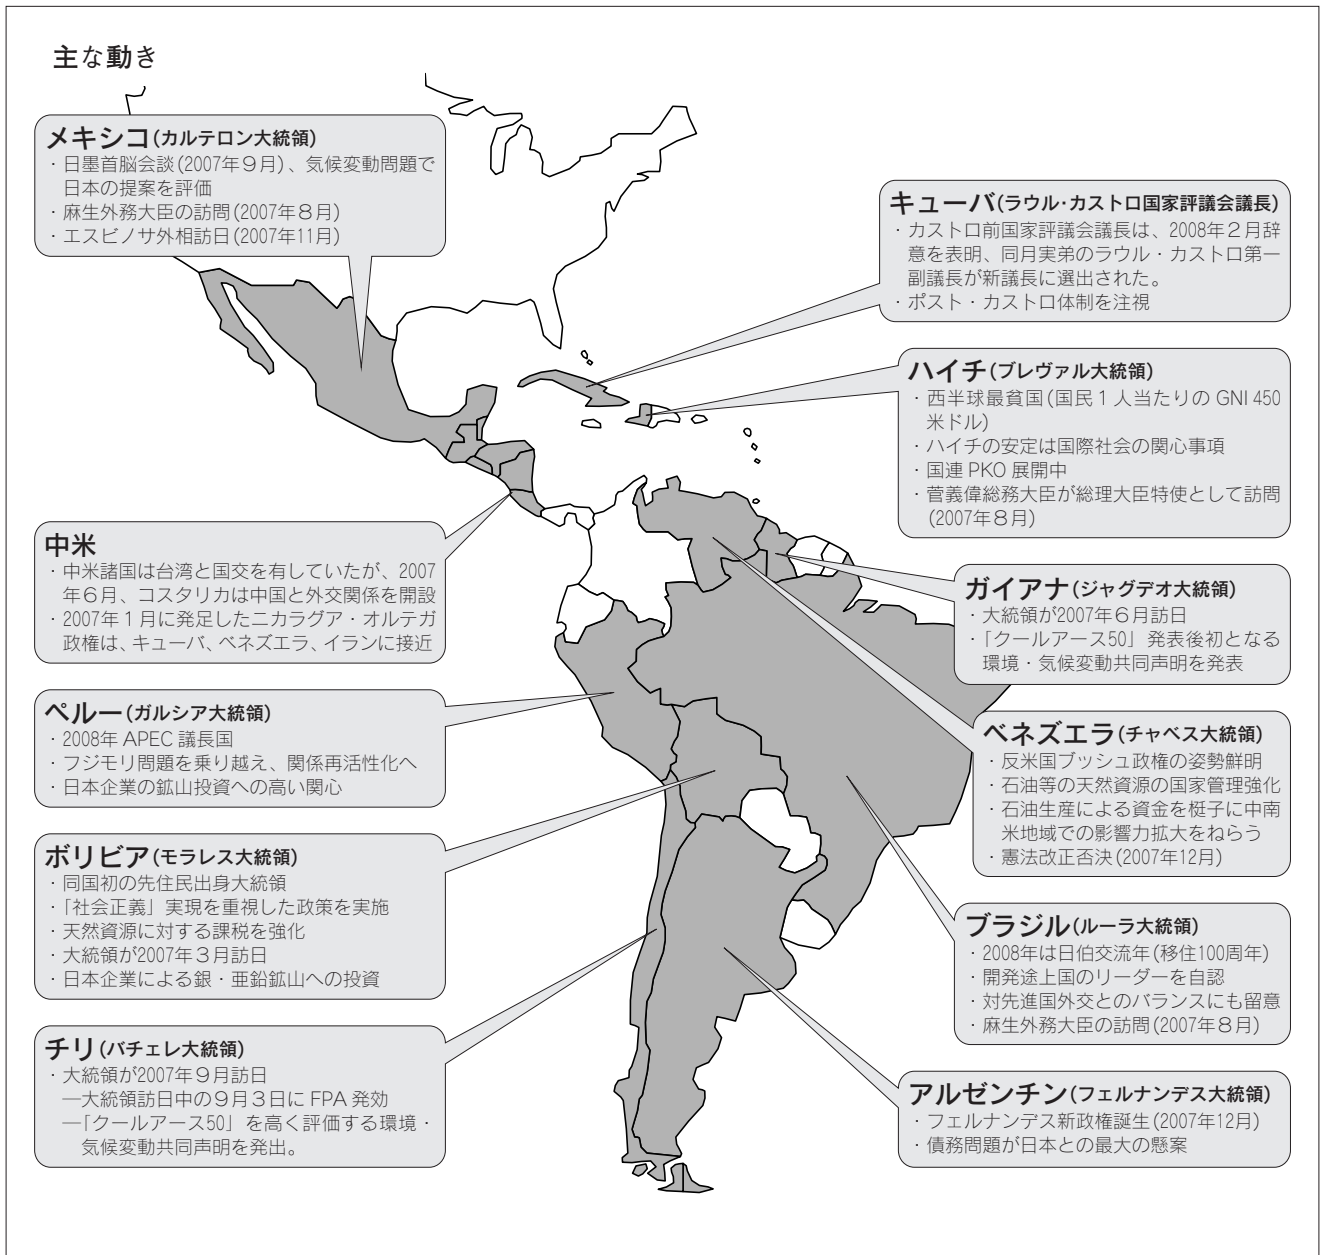 主な動き
メキシコ(カルテロン大統領)
・日墨首脳会談(2007年9月)、気候変動問題で
日本の提案を評価
・麻生外務大臣の訪問(2007年8月)
・エスピノサ外相訪日(2007年11月)
中米
・中米諸国は台湾と国交を有していたが、2007
年6月、コスタリカは中国と外交関係を開設
・2007年1月に発足したニカラグア・オルテガ
政権は、キューバ、ベネズエラ、イランに接近
ペルー(ガルシア大統領)
・2008年 APEC 議長国
・フジモリ問題を乗り越え、関係再活性化へ
・日本企業の鉱山投資への高い関心
ボリビア(モラレス大統領)
・同国初の先住民出身大統領
・「社会正義」実現を重視した政策を実施
・天然資源に対する課税を強化
・大統領が2007年3月訪日
・日本企業による銀・亜鉛鉱山への投資
チリ(バチェレ大統領)
・大統領が2007年9月訪日
―大統領訪日中の9月3日に FPA 発効
―「クールアース50」を高く評価する環境・
気候変動共同声明を発出。
キューバ(ラウル・カストロ国家評議会議長)
・カストロ前国家評議会議長は、2008年2月辞
意を表明、同月実弟のラウル・カストロ第一
副議長が新議長に選出された。
・ポスト・カストロ体制を注視
ハイチ(プレヴァル大統領)
・西半球最貧国(国民1人当たりの GNI 450
米ドル)
・ハイチの安定は国際社会の関心事項
・国連 PKO 展開中
・菅義偉総務大臣が総理大臣特使として訪問
(2007年8月)
ガイアナ(ジャグデオ大統領)
・大統領が2007年6月訪日
・「クールアース50」発表後初となる
環境・気候変動共同声明を発表
ベネズエラ(チャベス大統領)
・反米国ブッシュ政権の姿勢鮮明
・石油等の天然資源の国家管理強化
・石油生産による資金を梃子に中南
米地域での影響力拡大をねらう
・憲法改正否決(2007年12月)
ブラジル(ルーラ大統領)
・2008年は日伯交流年(移住100周年)
・開発途上国のリーダーを自認
・対先進国外交とのバランスにも留意
・麻生外務大臣の訪問(2007年8月)
アルゼンチン(フェルナンデス大統領)
・フェルナンデス新政権誕生(2007年12月)
・債務問題が日本との最大の懸案